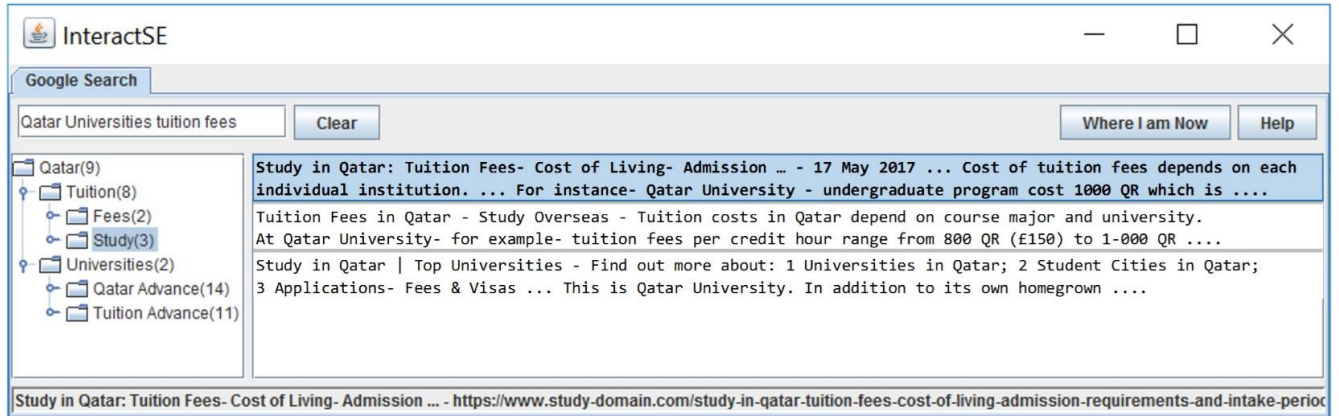 InteractSE
Google Search
Qatar Universities tuition fees
Clear
Where I am Now
Help
Qatar(9)
Tuition(8)
Fees(2)
Study(3)
Universities(2)
Qatar Advance(14)
Tuition Advance(11)
Study in Qatar: Tuition Fees- Cost of Living- Admission … - 17 May 2017 ... Cost of tuition fees depends on each
individual institution. ... For instance- Qatar University - undergraduate program cost 1000 QR which is ....
Tuition Fees in Qatar - Study Overseas - Tuition costs in Qatar depend on course major and university.
At Qatar University- for example- tuition fees per credit hour range from 800 QR (£150) to 1-000 QR ....
Study in Qatar | Top Universities - Find out more about: 1 Universities in Qatar; 2 Student Cities in Qatar;
3 Applications- Fees & Visas ... This is Qatar University. In addition to its own homegrown ....
Study in Qatar: Tuition Fees- Cost of Living- Admission ... - https://www.study-domain.com/study-in-qatar-tuition-fees-cost-of-living-admission-requirements-and-intake-perioc